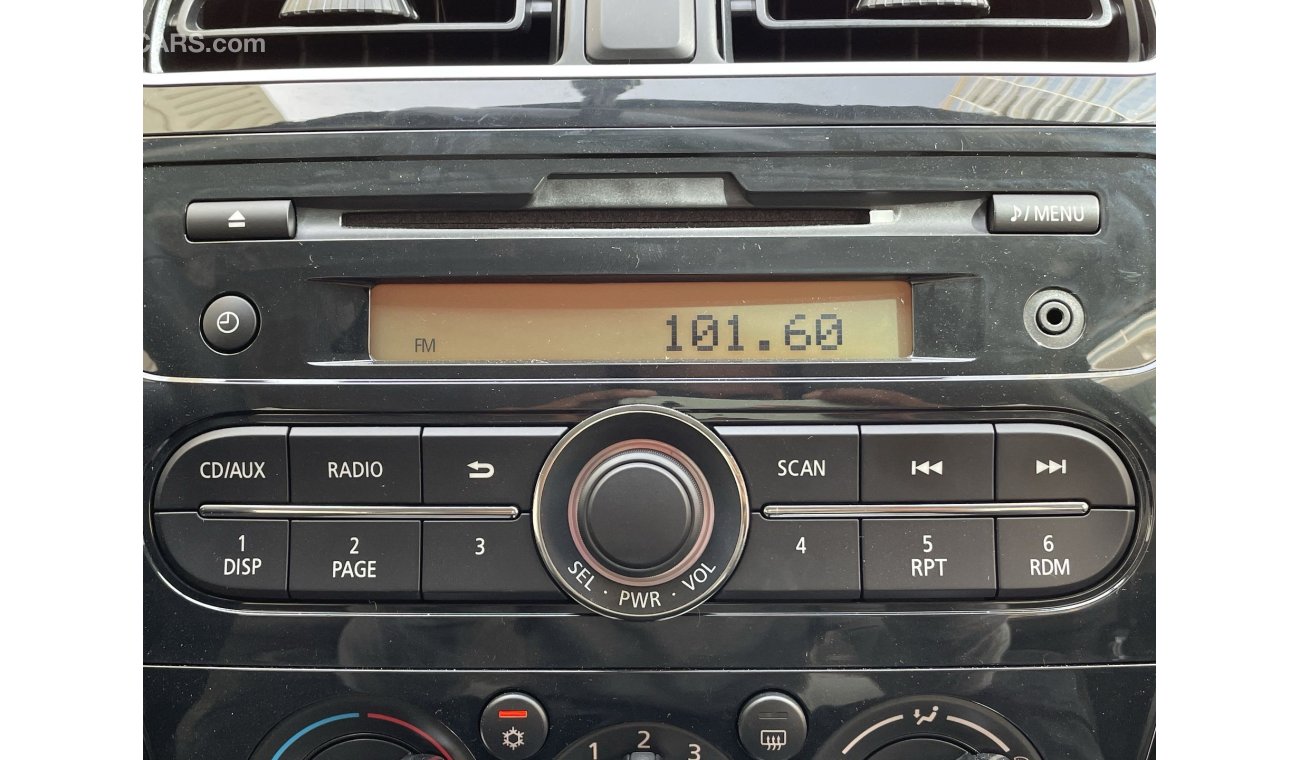 CARS.com
/MENU
FM 101.60
CD/AUX RADIO SCAN
1 2 3 4 5 6
DISP PAGE RPT RDM
SEL · PWR · VOL
1 2 3